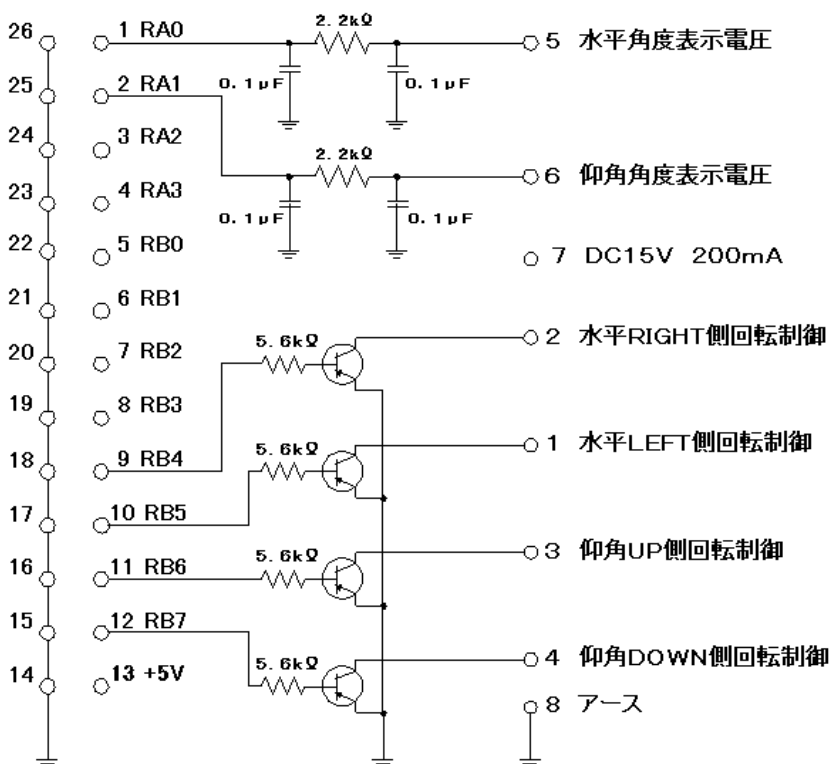 2.2kΩ
26
1 RA0
5 水平角度表示電圧
0.1μF
0.1μF
25
2 RA1
24
3 RA2
2.2kΩ
23
4 RA3
6 仰角角度表示電圧
0.1μF
0.1μF
22
5 RB0
7 DC15V 200mA
21
6 RB1
5.6kΩ
2 水平RIGHT側回転制御
20
7 RB2
19
8 RB3
5.6kΩ
1 水平LEFT側回転制御
18
9 RB4
17
10 RB5
5.6kΩ
3 仰角UP側回転制御
16
11 RB6
15
12 RB7
5.6kΩ
4 仰角DOWN側回転制御
14
13 +5V
8 アース